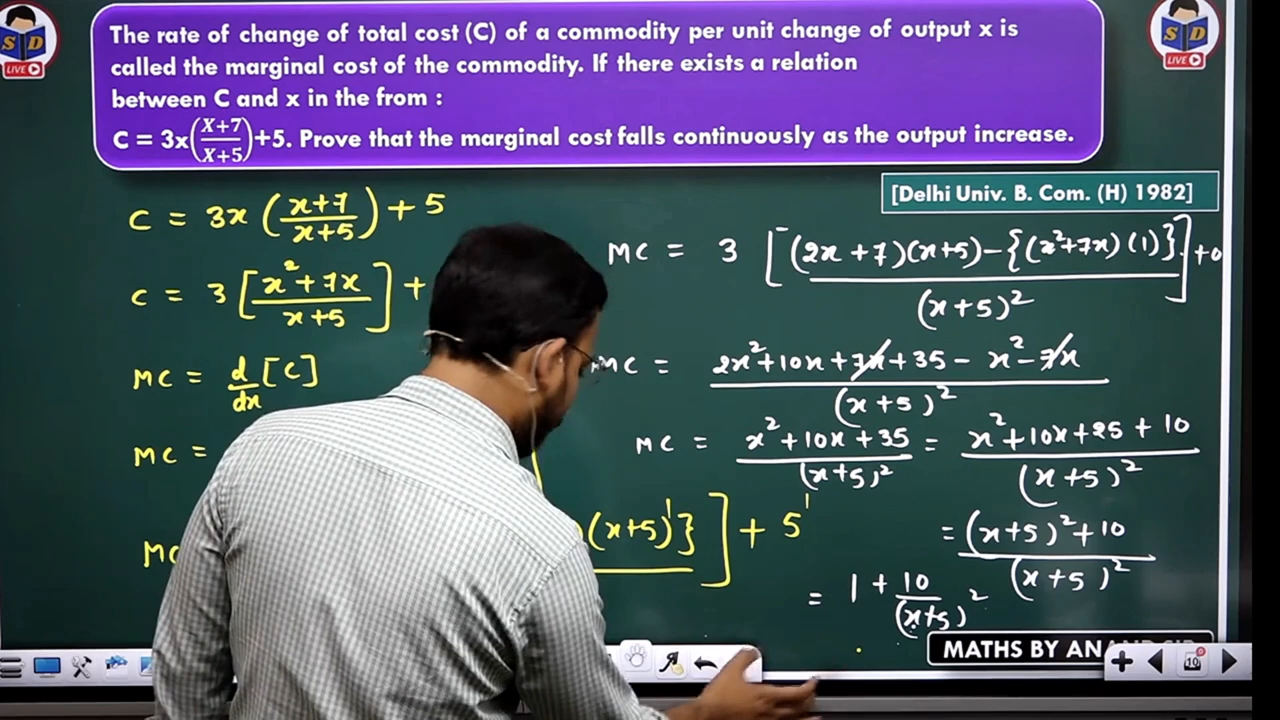 The rate of change of total cost (C) of a commodity per unit change of output x is
called the marginal cost of the commodity. If there exists a relation
between C and x in the from :
C = 3x(X+7/X+5)+5. Prove that the marginal cost falls continuously as the output increase.
[Delhi Univ. B. Com. (H) 1982]
C = 3x (x+7/x+5) + 5
C = 3 [x²+7x/x+5] +
MC = d/dx [C]
MC =
MC
(x+5)'}] + 5'
MC = 3 [(2x+7)(x+5)-{(x²+7x)(1)}/(x+5)²] +0
MC = 2x²+10x+7x+35-x²-7x/(x+5)²
MC = x²+10x+35/(x+5)² = x²+10x+25+10/(x+5)²
= (x+5)²+10/(x+5)²
= 1 + 10/(x+5)²
MATHS BY
SD
LIVE
SD
LIVE
10